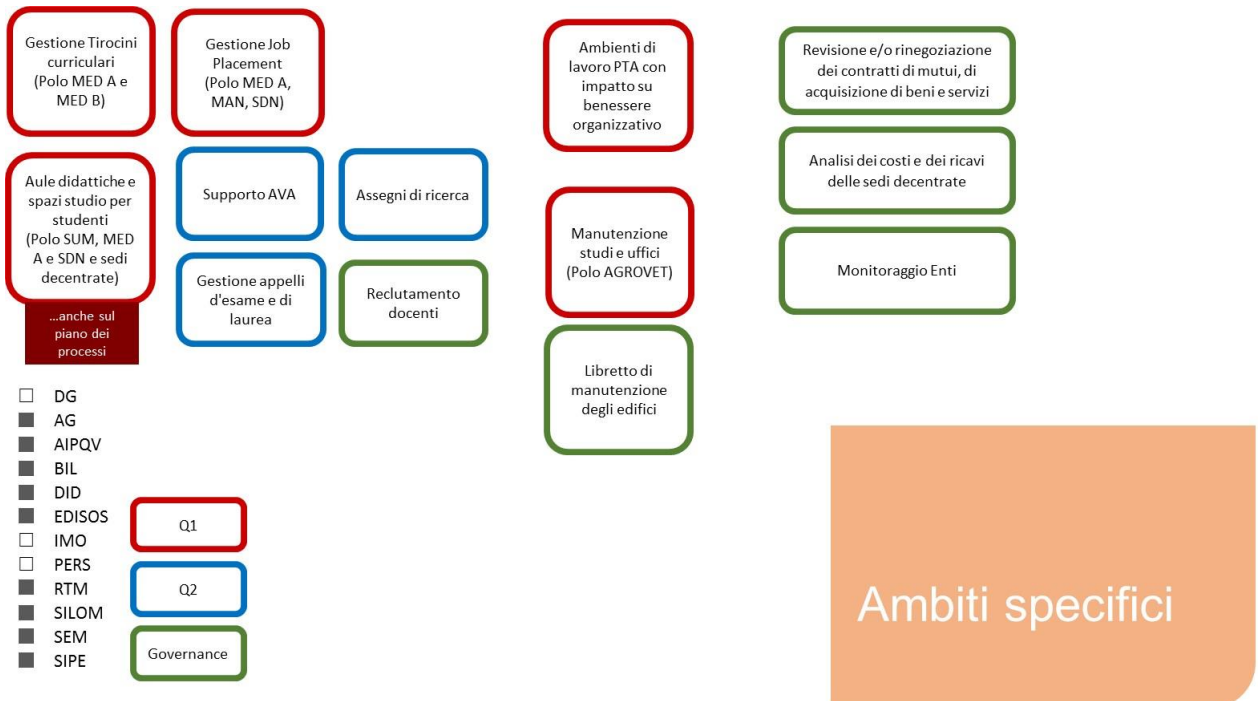 Gestione Tirocini
curriculari
(Polo MED A e
MED B)
Gestione Job
Placement
(Polo MED A,
MAN, SDN)
Aule didattiche e
spazi studio per
studenti
(Polo SUM, MED
A e SDN e sedi
decentrate)
...anche sul
piano dei
processi
Supporto AVA
Assegni di ricerca
Gestione appelli
d'esame e di
laurea
Reclutamento
docenti
Ambienti di
lavoro PTA con
impatto su
benessere
organizzativo
Manutenzione
studi e uffici
(Polo AGROVET)
Libretto di
manutenzione
degli edifici
Revisione e/o rinegoziazione
dei contratti di mutui, di
acquisizione di beni e servizi
Analisi dei costi e dei ricavi
delle sedi decentrate
Monitoraggio Enti
DG
AG
AIPQV
BIL
DID
EDISOS
IMO
PERS
RTM
SILOM
SEM
SIPE
Q1
Q2
Governance
Ambiti specifici